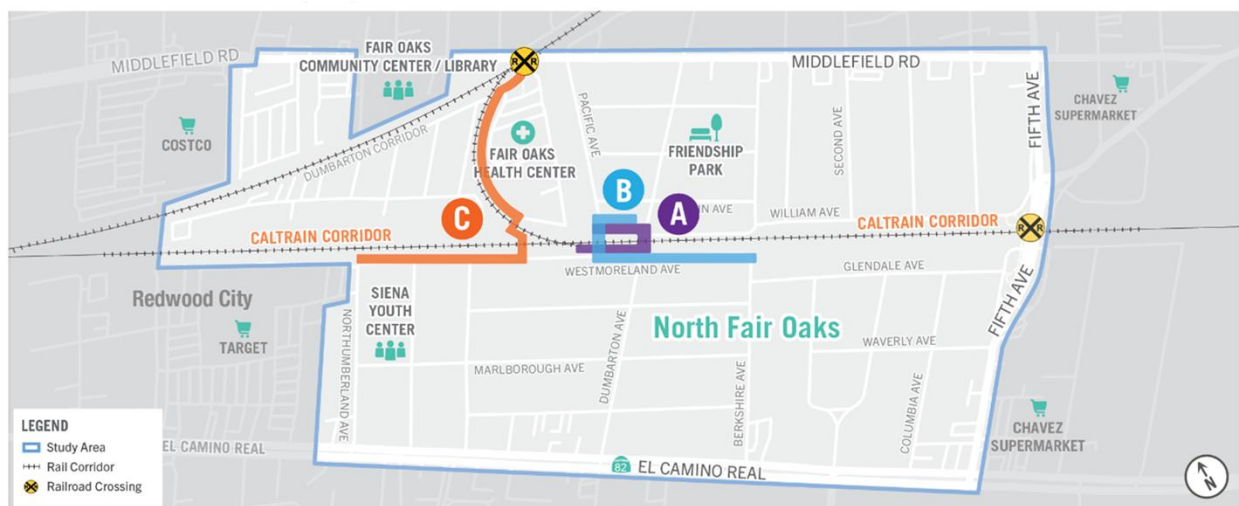 FAIR OAKS
COMMUNITY CENTER / LIBRARY
MIDDLEFIELD RD
MIDDLEFIELD RD
R R
COSTCO
DUMBARTON CORRIDOR
FAIR OAKS
HEALTH CENTER
PACIFIC AVE
FRIENDSHIP
PARK
SECOND AVE
FIFTH AVE
CHAVEZ
SUPERMARKET
C
B
A
WILLIAM AVE
CALTRAIN CORRIDOR
CALTRAIN CORRIDOR
R R
WESTMORELAND AVE
GLENDALE AVE
Redwood City
SIENA
YOUTH
CENTER
North Fair Oaks
FIFTH AVE
TARGET
NORTHUMBERLAND AVE
MARLBOROUGH AVE
DUMBARTON AVE
BERKSHIRE AVE
WAVERLY AVE
COLUMBIA AVE
CHAVEZ
SUPERMARKET
LEGEND
Study Area
Rail Corridor
Railroad Crossing
EL CAMINO REAL
82 EL CAMINO REAL
N